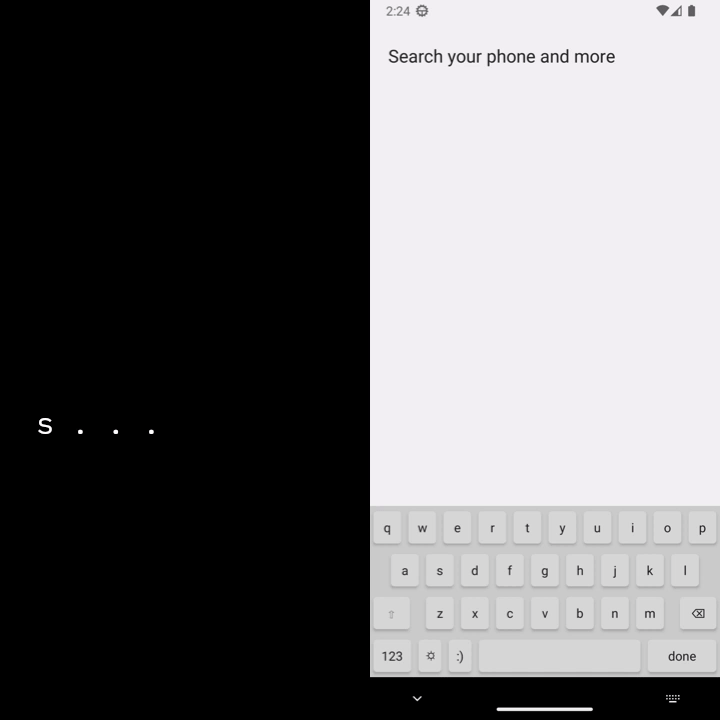 2:24
Search your phone and more
s . . .
q w e r t y u i o p
a s d f g h j k l
⇧ z x c v b n m ⌫
123 :) done